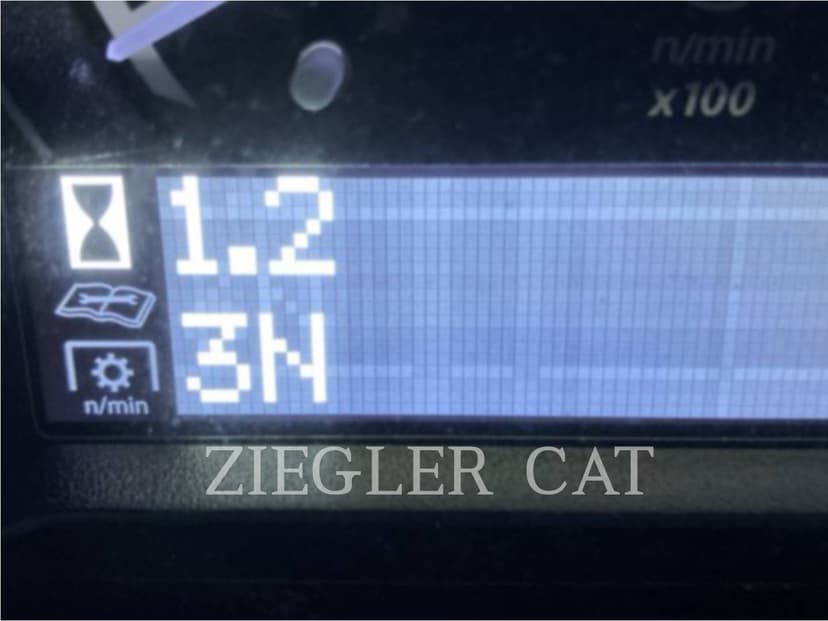 n/min
x100
1.2
3N
n/min
ZIEGLER CAT